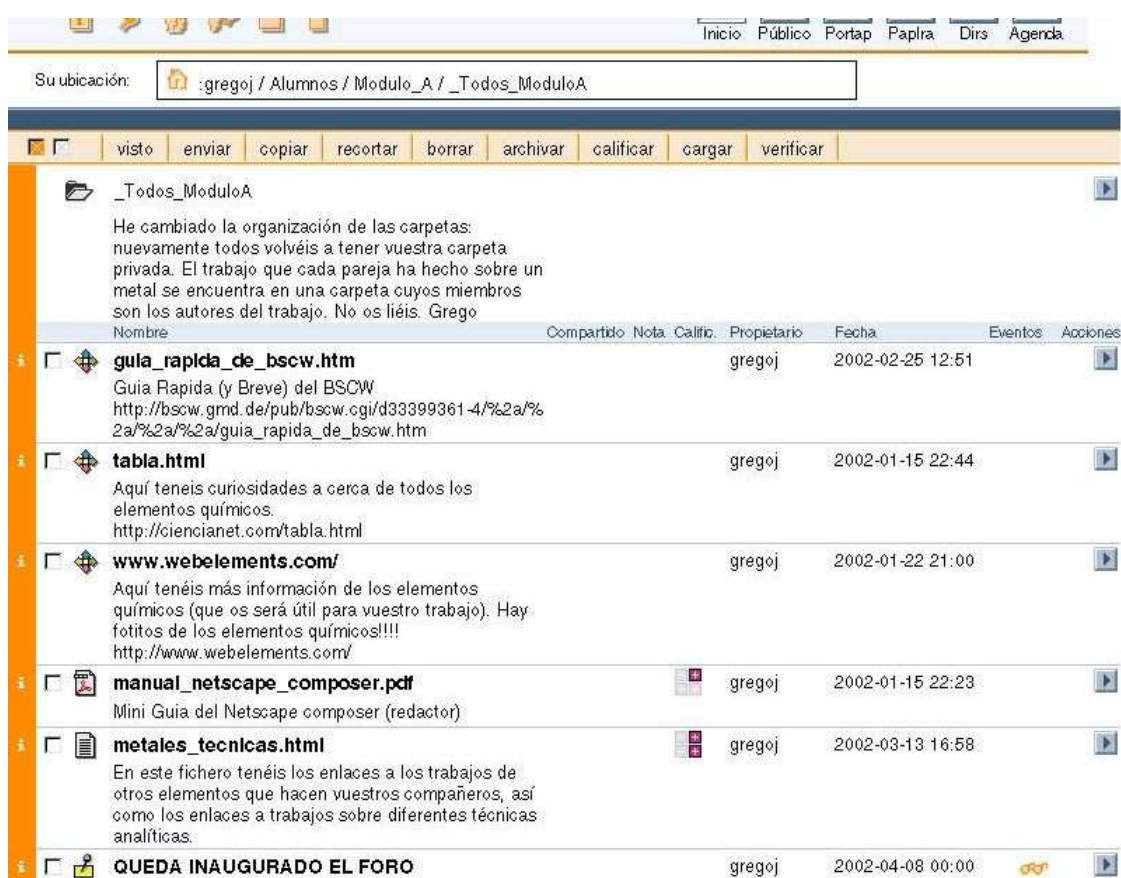 Inicio Público Portap PapIra Dirs Agenda
Su ubicación: :gregoj / Alumnos / Modulo_A / _Todos_ModuloA
visto enviar copiar recortar borrar archivar calificar cargar verificar
_Todos_ModuloA
He cambiado la organización de las carpetas:
nuevamente todos volvéis a tener vuestra carpeta
privada. El trabajo que cada pareja ha hecho sobre un
metal se encuentra en una carpeta cuyos miembros
son los autores del trabajo. No os liéis. Grego
Nombre Compartido Nota Calific. Propietario Fecha Eventos Acciones
guia_rapida_de_bscw.htm gregoj 2002-02-25 12:51
Guia Rapida (y Breve) del BSCW
http://bscw.gmd.de/pub/bscw.cgi/d33399361-4/%2a/%
2a/%2a/%2a/guia_rapida_de_bscw.htm
tabla.html gregoj 2002-01-15 22:44
Aquí teneis curiosidades a cerca de todos los
elementos químicos.
http://ciencianet.com/tabla.html
www.webelements.com/ gregoj 2002-01-22 21:00
Aquí tenéis más información de los elementos
químicos (que os será útil para vuestro trabajo). Hay
fotitos de los elementos químicos!!!!
http://www.webelements.com/
manual_netscape_composer.pdf gregoj 2002-01-15 22:23
Mini Guia del Netscape composer (redactor)
metales_tecnicas.html gregoj 2002-03-13 16:58
En este fichero tenéis los enlaces a los trabajos de
otros elementos que hacen vuestros compañeros, así
como los enlaces a trabajos sobre diferentes técnicas
analíticas.
QUEDA INAUGURADO EL FORO gregoj 2002-04-08 00:00